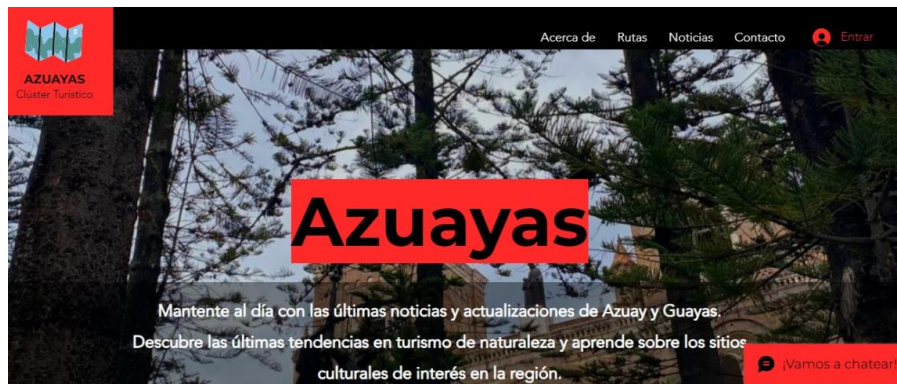 AZUAYAS
Clúster Turístico
Acerca de Rutas Noticias Contacto Entrar
Azuayas
Mantente al día con las últimas noticias y actualizaciones de Azuay y Guayas.
Descubre las últimas tendencias en turismo de naturaleza y aprende sobre los sitios
culturales de interés en la región.
¡Vamos a chatear!